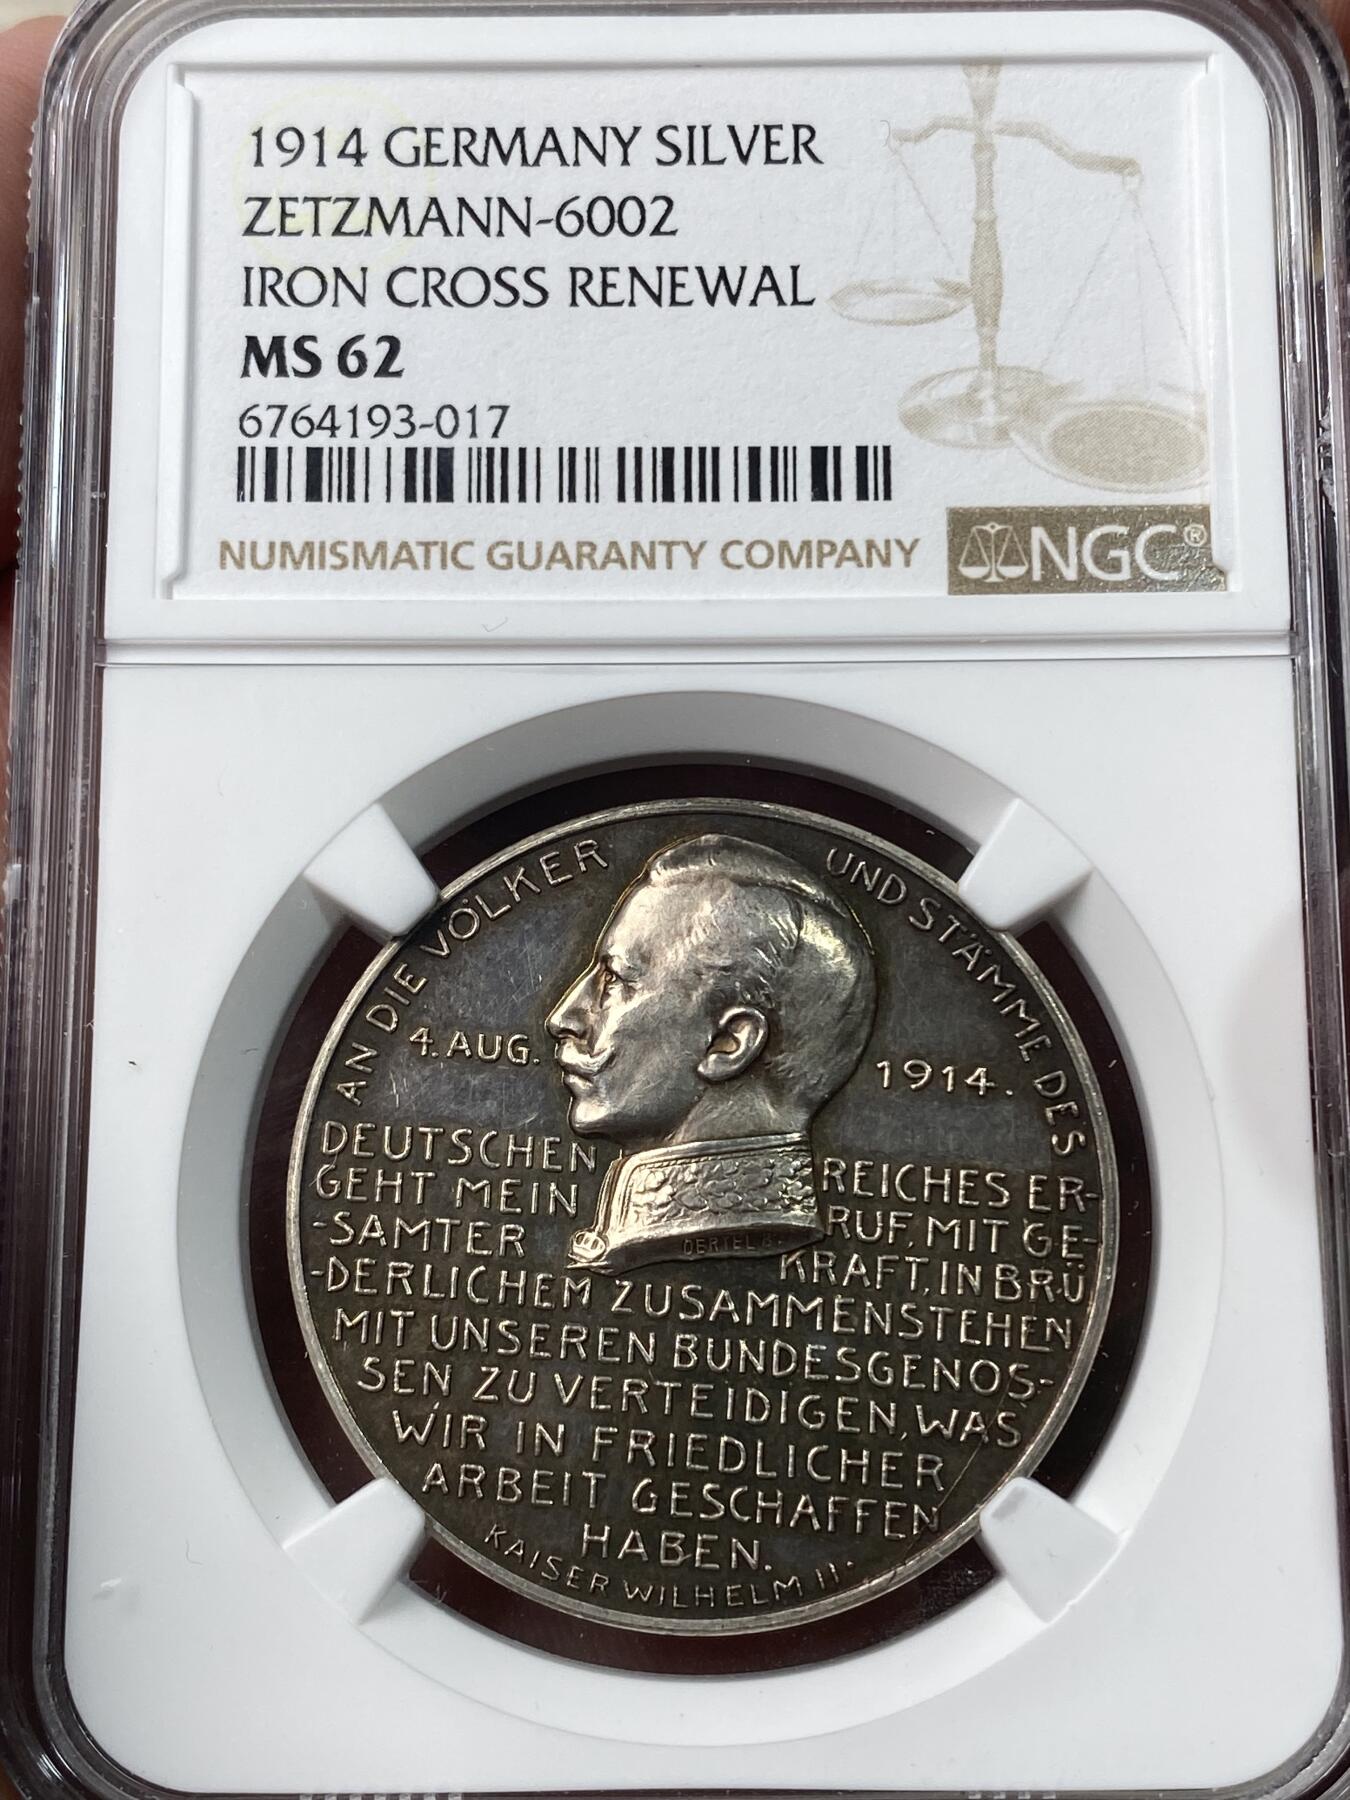 1914 GERMANY SILVER
ZETZMANN-6002
IRON CROSS RENEWAL
MS 62
6764193-017
NUMISMATIC GUARANTY COMPANY
NGC®
AN DIE VÖLKER UND STÄMME DES
4. AUG. 1914.
DEUTSCHEN REICHES ER-
GEHT MEIN RUF, MIT GE-
-SAMTER KRAFT, IN BRÜ
-DERLICHEM ZUSAMMENSTEHEN
MIT UNSEREN BUNDESGENOS-
SEN, ZU VERTEIDIGEN, WAS
WIR IN FRIEDLICHER
ARBEIT GESCHAFFEN
HABEN.
KAISER WILHELM II.
OERTEL B.